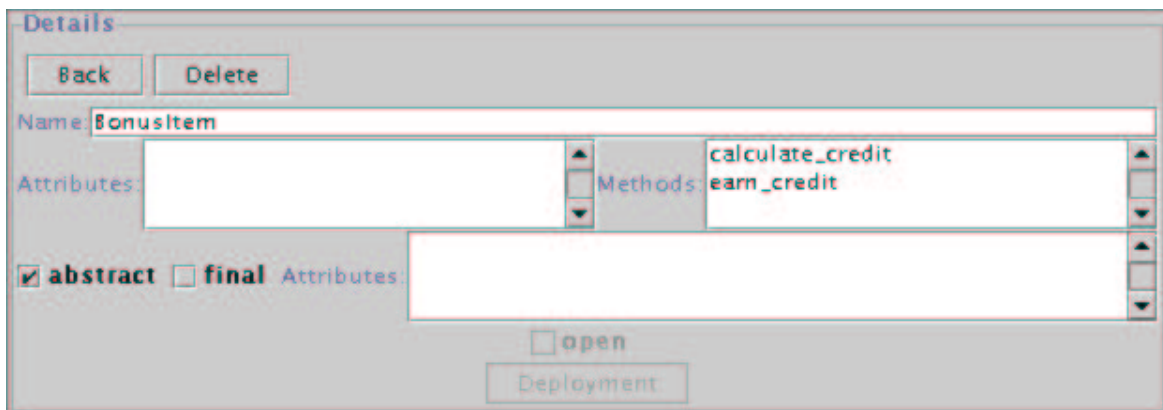 Details
Back Delete
Name: BonusItem
Attributes: Methods: calculate_credit
earn_credit
abstract final Attributes:
open
Deployment